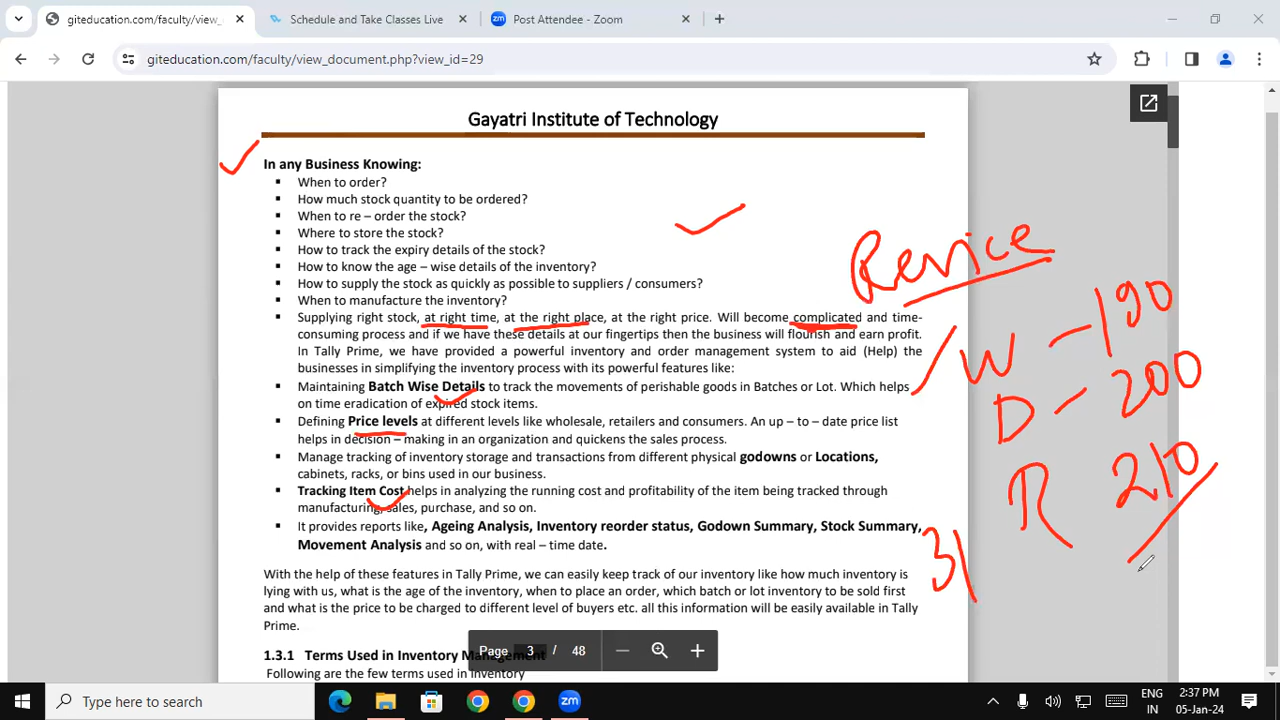 giteducation.com/faculty/view_
Schedule and Take Classes Live
Post Attendee - Zoom
giteducation.com/faculty/view_document.php?view_id=29
Gayatri Institute of Technology
In any Business Knowing:
▪ When to order?
▪ How much stock quantity to be ordered?
▪ When to re – order the stock?
▪ Where to store the stock?
▪ How to track the expiry details of the stock?
▪ How to know the age – wise details of the inventory?
▪ How to supply the stock as quickly as possible to suppliers / consumers?
▪ When to manufacture the inventory?
▪ Supplying right stock, at right time, at the right place, at the right price. Will become complicated and time-
consuming process and if we have these details at our fingertips then the business will flourish and earn profit.
In Tally Prime, we have provided a powerful inventory and order management system to aid (Help) the
businesses in simplifying the inventory process with its powerful features like:
▪ Maintaining Batch Wise Details to track the movements of perishable goods in Batches or Lot. Which helps
on time eradication of expired stock items.
▪ Defining Price levels at different levels like wholesale, retailers and consumers. An up – to – date price list
helps in decision – making in an organization and quickens the sales process.
▪ Manage tracking of inventory storage and transactions from different physical godowns or Locations,
cabinets, racks, or bins used in our business.
▪ Tracking Item Cost helps in analyzing the running cost and profitability of the item being tracked through
manufacturing, sales, purchase, and so on.
▪ It provides reports like, Ageing Analysis, Inventory reorder status, Godown Summary, Stock Summary,
Movement Analysis and so on, with real – time date.
With the help of these features in Tally Prime, we can easily keep track of our inventory like how much inventory is
lying with us, what is the age of the inventory, when to place an order, which batch or lot inventory to be sold first
and what is the price to be charged to different level of buyers etc. all this information will be easily available in Tally
Prime.
1.3.1 Terms Used in Inventory Management
Following are the few terms used in inventory
Revice
W – 190
D – 200
R 210
31
Page 3 / 48
Type here to search
ENG
IN
2:37 PM
05-Jan-24